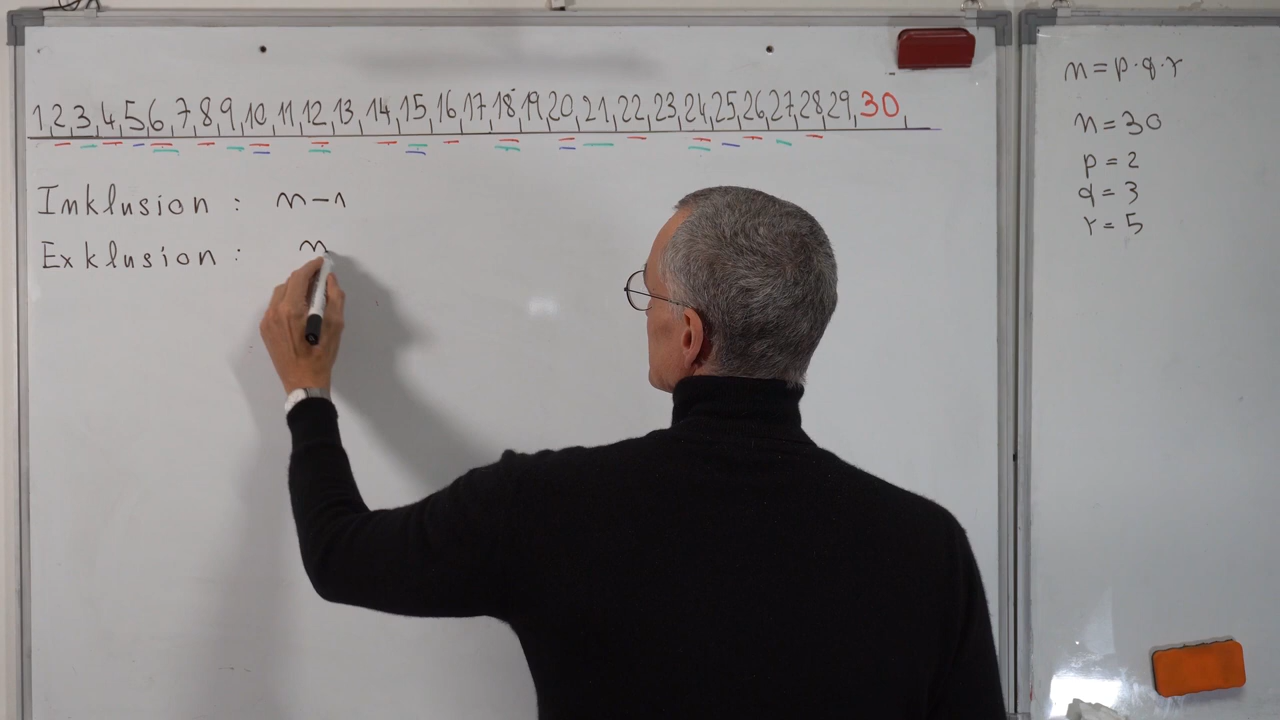 1 2 3 4 5 6 7 8 9 10 11 12 13 14 15 16 17 18 19 20 21 22 23 24 25 26 27 28 29 30
Inklusion : n-1
Exklusion : n
n=p·q·r
n=30
p=2
q=3
r=5